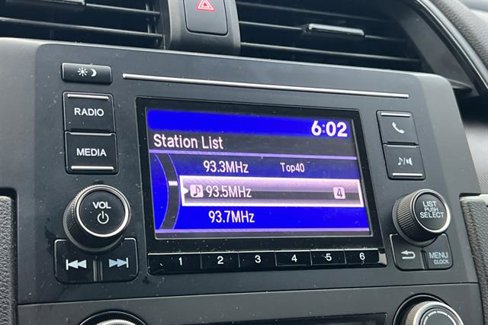 RADIO
MEDIA
VOL
6:02
Station List
93.3MHz Top40
93.5MHz 4
93.7MHz
1 2 3 4 5 6
LIST
PUSH
SELECT
MENU
CLOCK